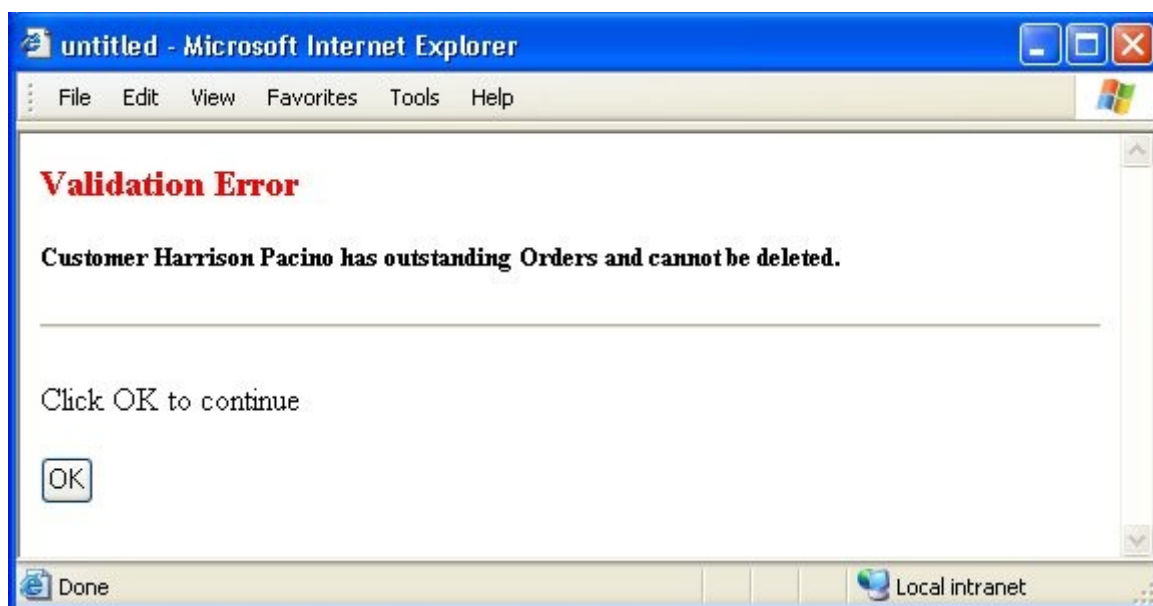 untitled - Microsoft Internet Explorer
File Edit View Favorites Tools Help
Validation Error
Customer Harrison Pacino has outstanding Orders and cannot be deleted.
Click OK to continue
OK
Done Local intranet